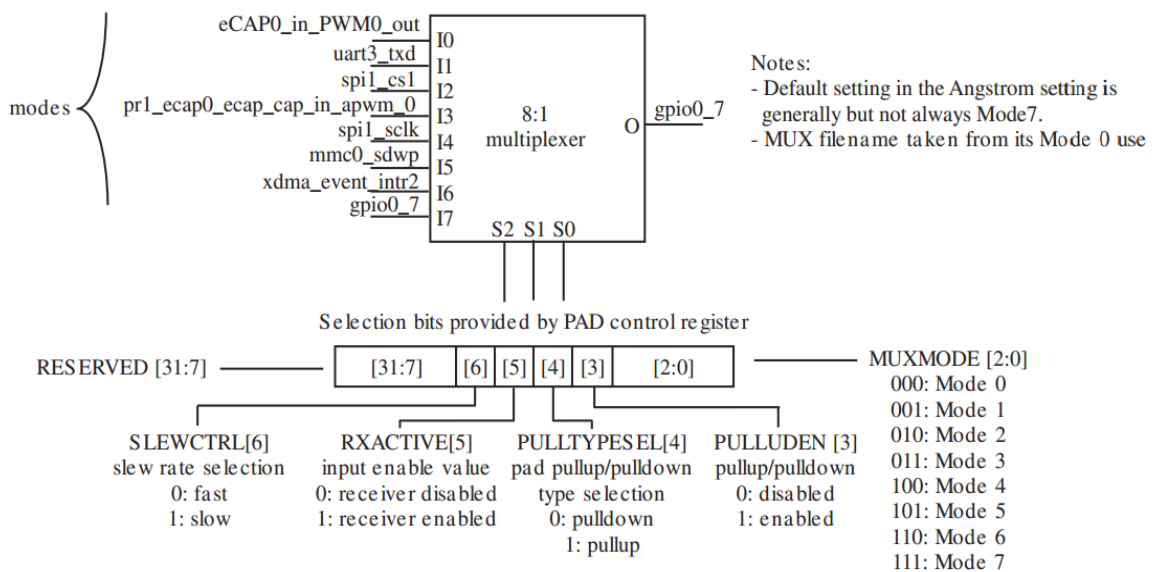 eCAP0_in_PWM0_out
uart3_txd
spi1_cs1
pr1_ecap0_ecap_cap_in_apwm_0
spi1_sclk
mmc0_sdwp
xdma_event_intr2
gpio0_7
modes
I0
I1
I2
I3
I4
I5
I6
I7
8:1
multiplexer
O
gpio0_7
S2 S1 S0
Notes:
- Default setting in the Angstrom setting is
generally but not always Mode7.
- MUX filename taken from its Mode 0 use
Selection bits provided by PAD control register
RESERVED [31:7]
[31:7] [6] [5] [4] [3] [2:0]
MUXMODE [2:0]
000: Mode 0
001: Mode 1
010: Mode 2
011: Mode 3
100: Mode 4
101: Mode 5
110: Mode 6
111: Mode 7
SLEWCTRL[6]
slew rate selection
0: fast
1: slow
RXACTIVE[5]
input enable value
0: receiver disabled
1: receiver enabled
PULLTYPESEL[4]
pad pullup/pulldown
type selection
0: pulldown
1: pullup
PULLUDEN [3]
pullup/pulldown
0: disabled
1: enabled